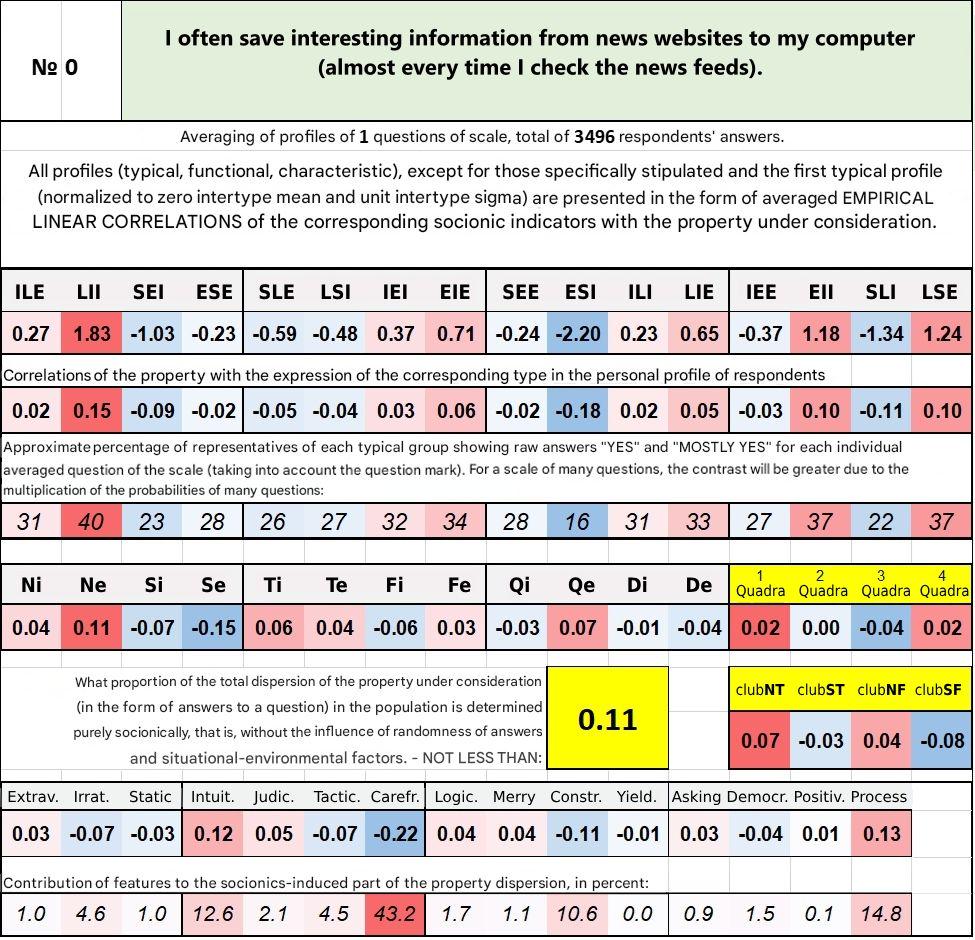 № 0
I often save interesting information from news websites to my computer
(almost every time I check the news feeds).
Averaging of profiles of 1 questions of scale, total of 3496 respondents' answers.
All profiles (typical, functional, characteristic), except for those specifically stipulated and the first typical profile
(normalized to zero intertype mean and unit intertype sigma) are presented in the form of averaged EMPIRICAL
LINEAR CORRELATIONS of the corresponding socionic indicators with the property under consideration.
ILE LII SEI ESE SLE LSI IEI EIE SEE ESI ILI LIE IEE EII SLI LSE
0.27 1.83 -1.03 -0.23 -0.59 -0.48 0.37 0.71 -0.24 -2.20 0.23 0.65 -0.37 1.18 -1.34 1.24
Correlations of the property with the expression of the corresponding type in the personal profile of respondents
0.02 0.15 -0.09 -0.02 -0.05 -0.04 0.03 0.06 -0.02 -0.18 0.02 0.05 -0.03 0.10 -0.11 0.10
Approximate percentage of representatives of each typical group showing raw answers "YES" and "MOSTLY YES" for each individual
averaged question of the scale (taking into account the question mark). For a scale of many questions, the contrast will be greater due to the
multiplication of the probabilities of many questions:
31 40 23 28 26 27 32 34 28 16 31 33 27 37 22 37
Ni Ne Si Se Ti Te Fi Fe Qi Qe Di De 1 Quadra 2 Quadra 3 Quadra 4 Quadra
0.04 0.11 -0.07 -0.15 0.06 0.04 -0.06 0.03 -0.03 0.07 -0.01 -0.04 0.02 0.00 -0.04 0.02
What proportion of the total dispersion of the property under consideration
(in the form of answers to a question) in the population is determined
purely socionically, that is, without the influence of randomness of answers
and situational-environmental factors. - NOT LESS THAN:
0.11
clubNT clubST clubNF clubSF
0.07 -0.03 0.04 -0.08
Extrav. Irrat. Static Intuit. Judic. Tactic. Carefr. Logic. Merry Constr. Yield. Asking Democr. Positiv. Process
0.03 -0.07 -0.03 0.12 0.05 -0.07 -0.22 0.04 0.04 -0.11 -0.01 0.03 -0.04 0.01 0.13
Contribution of features to the socionics-induced part of the property dispersion, in percent:
1.0 4.6 1.0 12.6 2.1 4.5 43.2 1.7 1.1 10.6 0.0 0.9 1.5 0.1 14.8